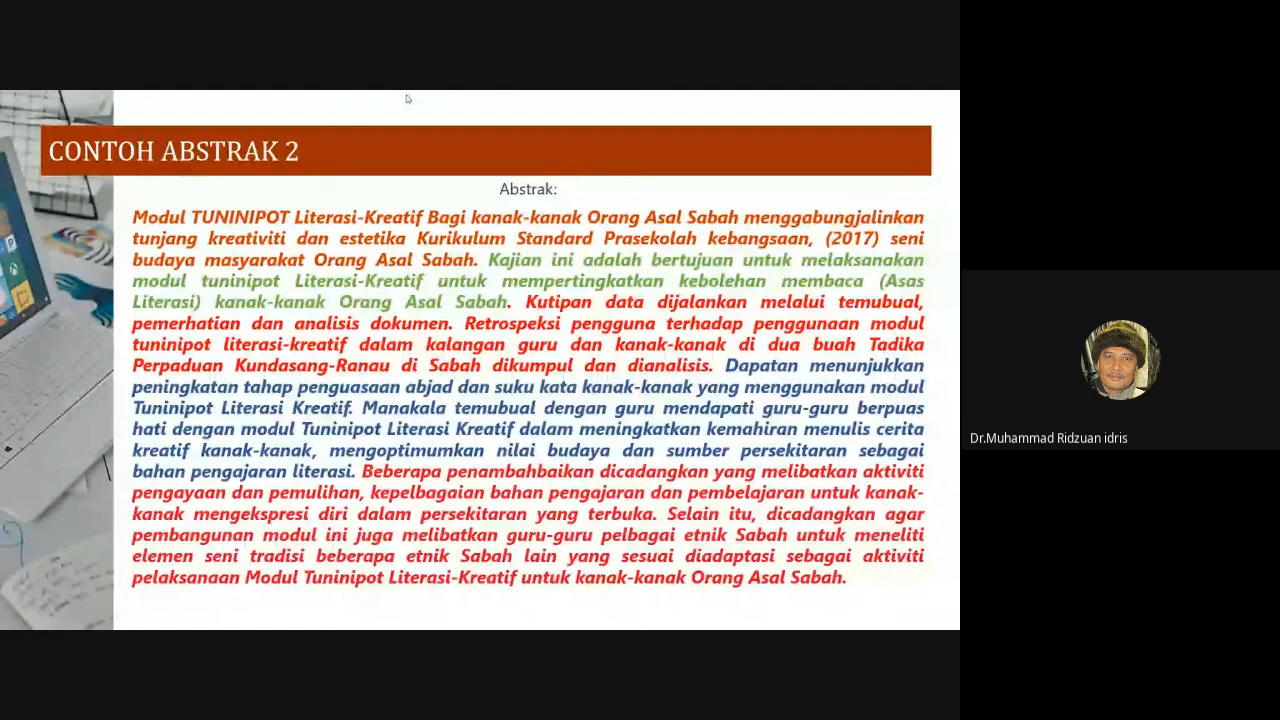 CONTOH ABSTRAK 2
Abstrak:
Modul TUNINIPOT Literasi-Kreatif Bagi kanak-kanak Orang Asal Sabah menggabungjalinkan
tunjang kreativiti dan estetika Kurikulum Standard Prasekolah kebangsaan, (2017) seni
budaya masyarakat Orang Asal Sabah. Kajian ini adalah bertujuan untuk melaksanakan
modul tuninipot Literasi-Kreatif untuk mempertingkatkan kebolehan membaca (Asas
Literasi) kanak-kanak Orang Asal Sabah. Kutipan data dijalankan melalui temubual,
pemerhatian dan analisis dokumen. Retrospeksi pengguna terhadap penggunaan modul
tuninipot literasi-kreatif dalam kalangan guru dan kanak-kanak di dua buah Tadika
Perpaduan Kundasang-Ranau di Sabah dikumpul dan dianalisis. Dapatan menunjukkan
peningkatan tahap penguasaan abjad dan suku kata kanak-kanak yang menggunakan modul
Tuninipot Literasi Kreatif. Manakala temubual dengan guru mendapati guru-guru berpuas
hati dengan modul Tuninipot Literasi Kreatif dalam meningkatkan kemahiran menulis cerita
kreatif kanak-kanak, mengoptimumkan nilai budaya dan sumber persekitaran sebagai
bahan pengajaran literasi. Beberapa penambahbaikan dicadangkan yang melibatkan aktiviti
pengayaan dan pemulihan, kepelbagaian bahan pengajaran dan pembelajaran untuk kanak-
kanak mengekspresi diri dalam persekitaran yang terbuka. Selain itu, dicadangkan agar
pembangunan modul ini juga melibatkan guru-guru pelbagai etnik Sabah untuk meneliti
elemen seni tradisi beberapa etnik Sabah lain yang sesuai diadaptasi sebagai aktiviti
pelaksanaan Modul Tuninipot Literasi-Kreatif untuk kanak-kanak Orang Asal Sabah.
Dr.Muhammad Ridzuan idris